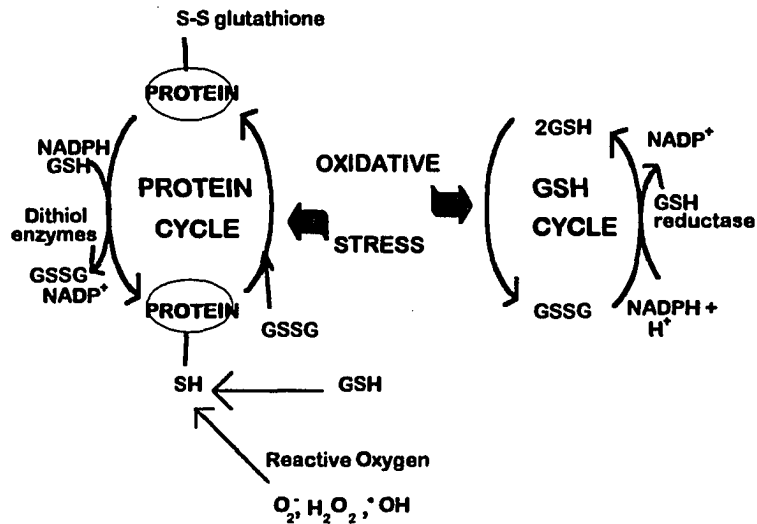 S-S glutathione
PROTEIN
NADPH
GSH
Dithiol
enzymes
GSSG
NADP⁺
PROTEIN
CYCLE
PROTEIN
GSSG
SH
GSH
Reactive Oxygen
O₂⁻; H₂O₂ , •OH
OXIDATIVE
STRESS
2GSH
GSH
CYCLE
GSSG
NADP⁺
GSH
reductase
NADPH +
H⁺